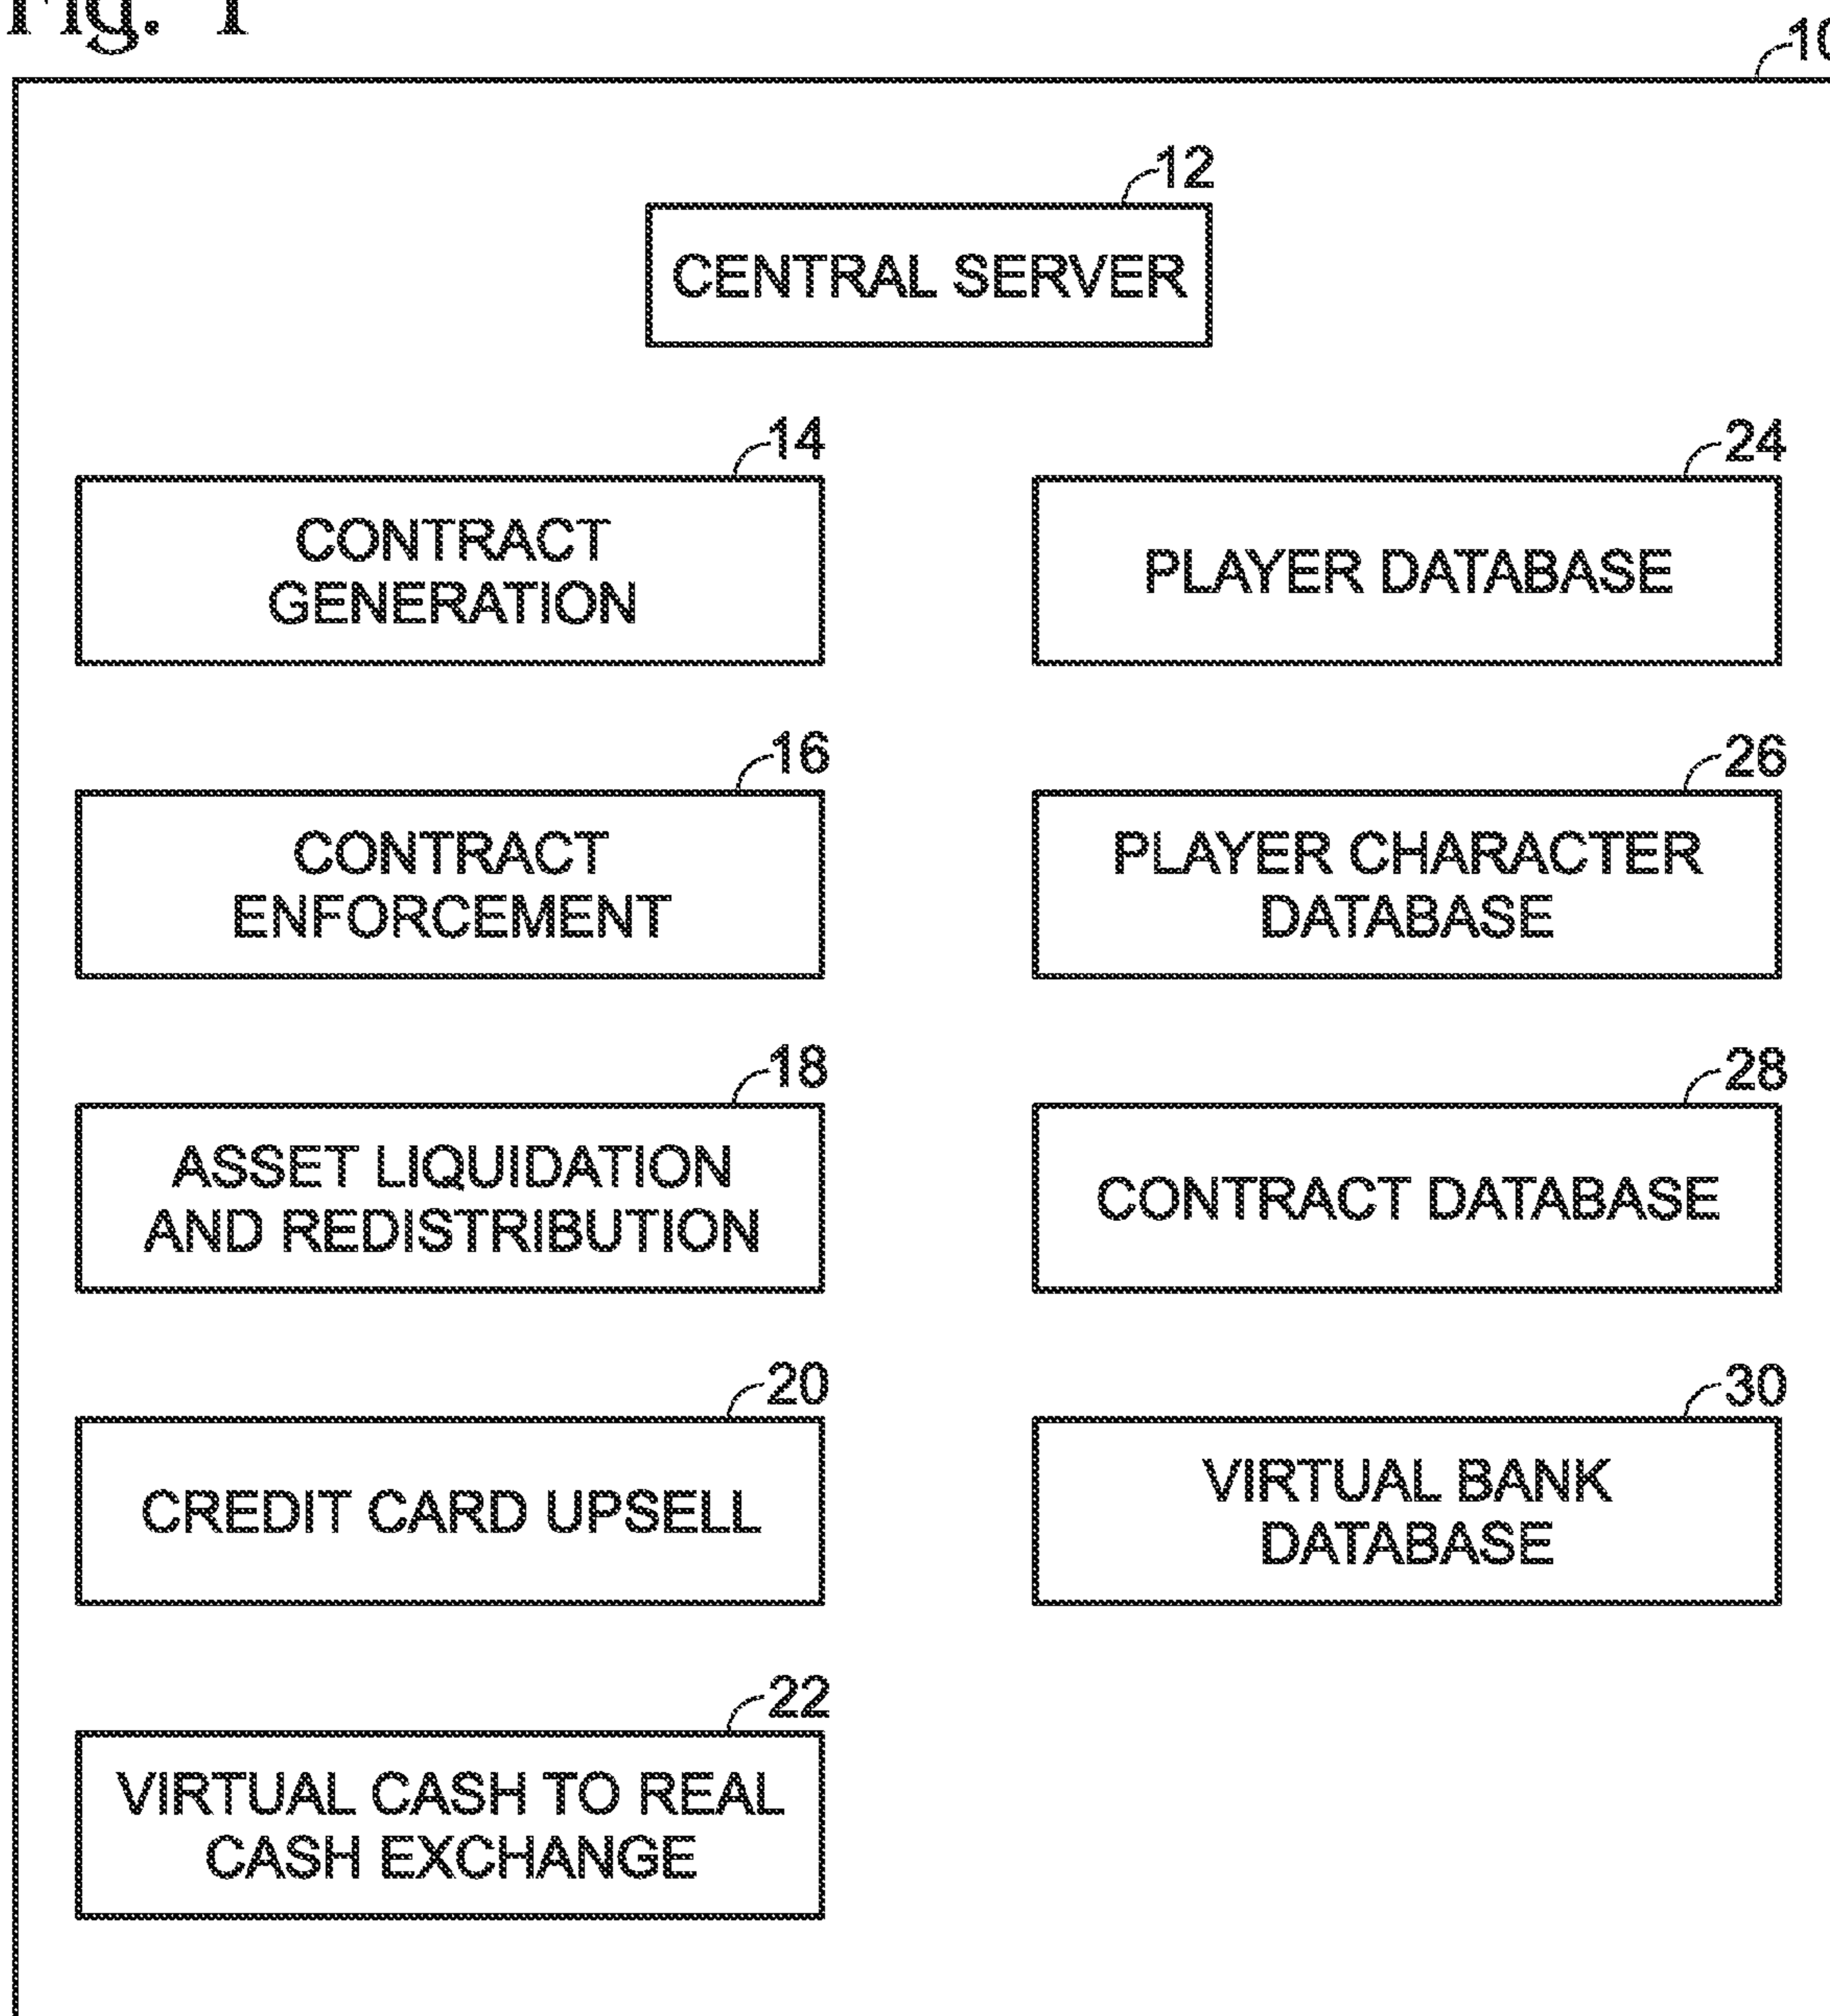 Fig. 1
10
12
CENTRAL SERVER
14
CONTRACT
GENERATION
24
PLAYER DATABASE
16
CONTRACT
ENFORCEMENT
26
PLAYER CHARACTER
DATABASE
18
ASSET LIQUIDATION
AND REDISTRIBUTION
28
CONTRACT DATABASE
20
CREDIT CARD UPSELL
30
VIRTUAL BANK
DATABASE
22
VIRTUAL CASH TO REAL
CASH EXCHANGE